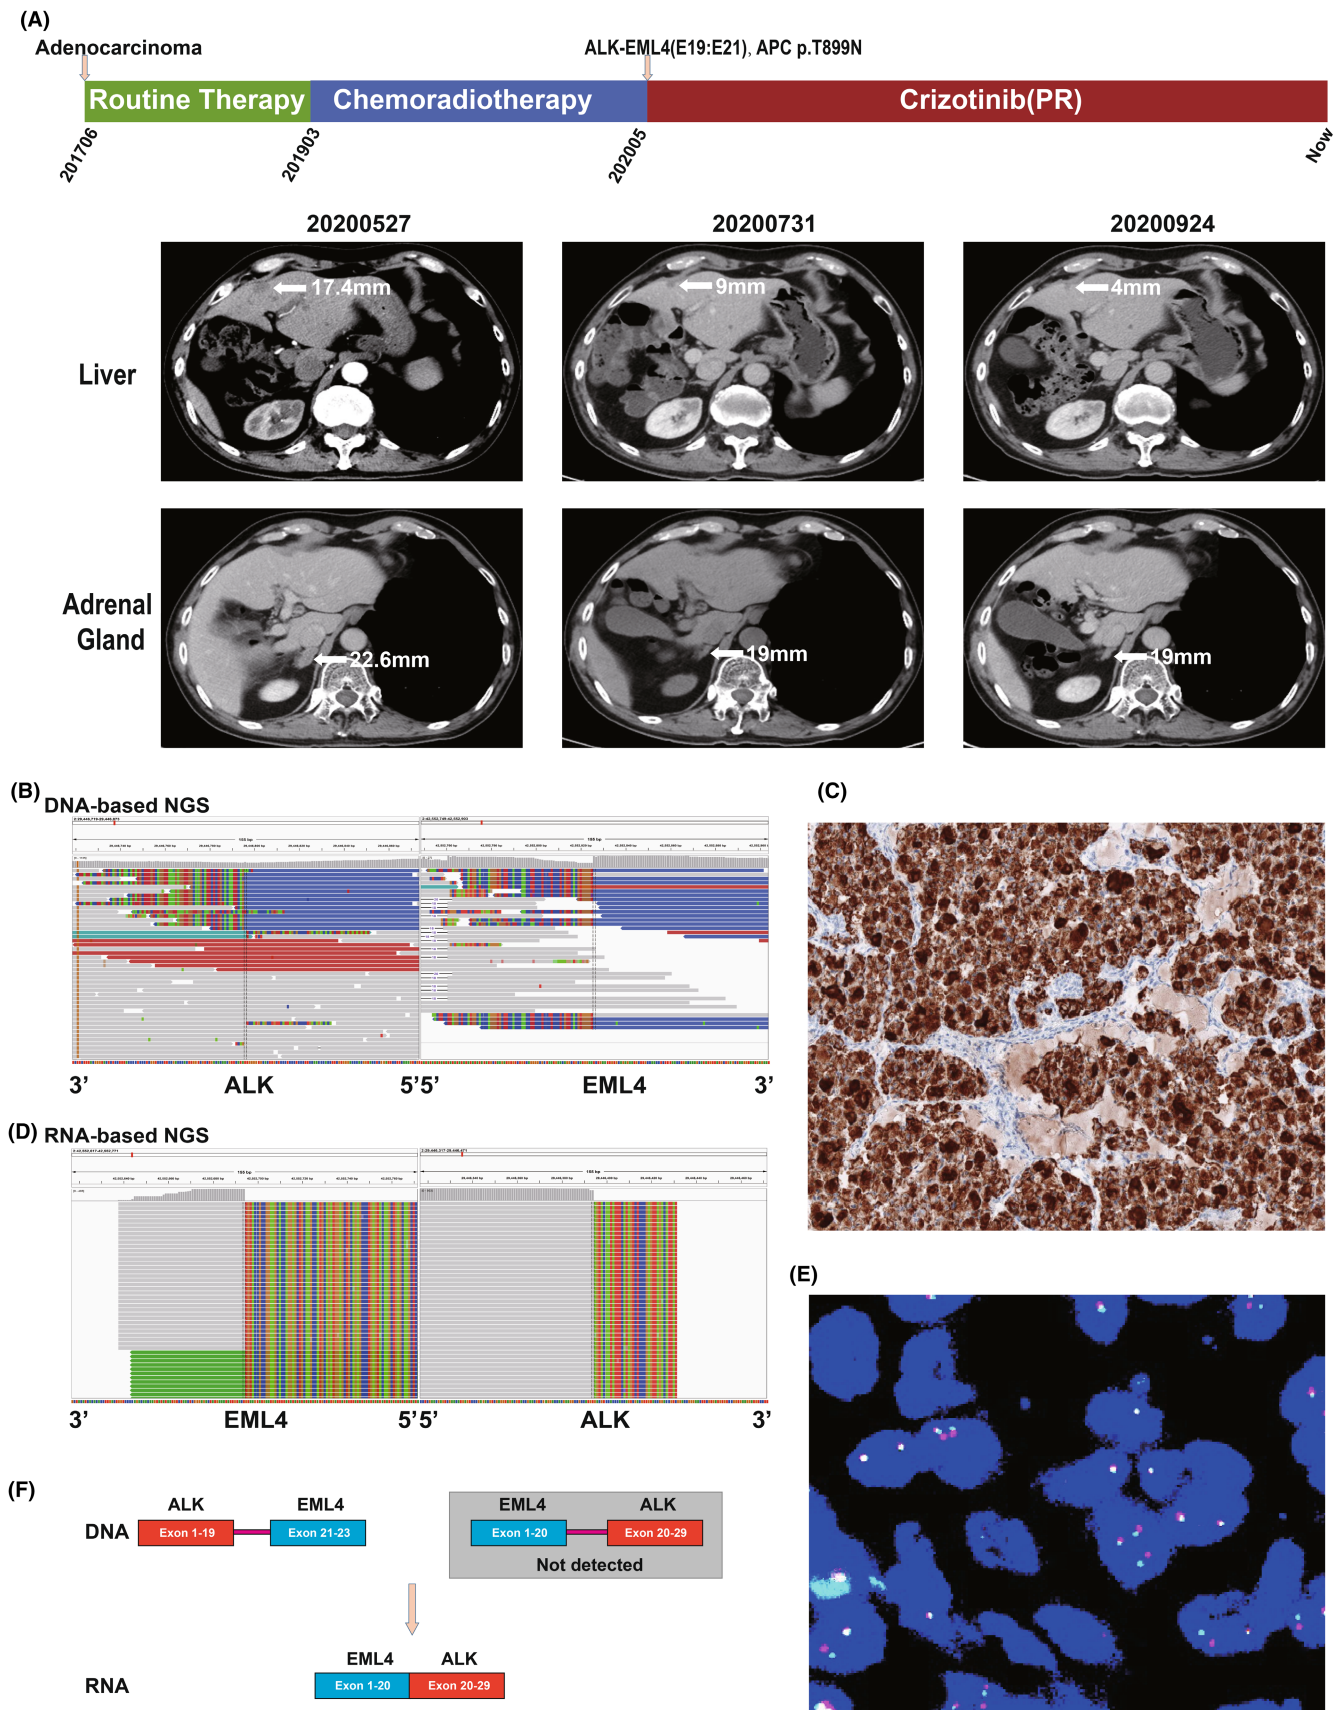 (A)
Adenocarcinoma
ALK-EML4(E19:E21), APC p.T899N
Routine Therapy
Chemoradiotherapy
Crizotinib(PR)
201706
201903
202005
Now
20200527
20200731
20200924
Liver
17.4mm
9mm
4mm
Adrenal
Gland
22.6mm
19mm
19mm
(B)
DNA-based NGS
3’ ALK 5’5’ EML4 3’
(C)
(D)
RNA-based NGS
3’ EML4 5’5’ ALK 3’
(E)
(F)
ALK
EML4
DNA
Exon 1-19
Exon 21-23
EML4
ALK
Exon 1-20
Exon 20-29
Not detected
EML4
ALK
RNA
Exon 1-20
Exon 20-29